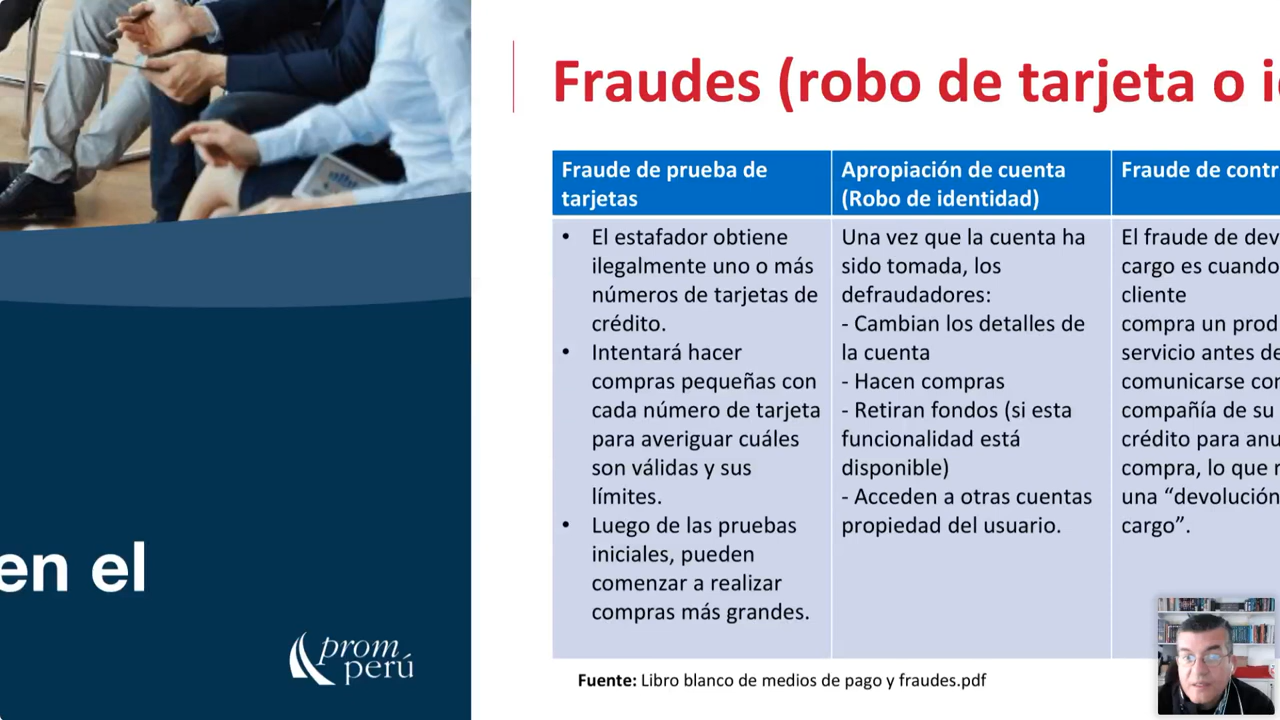 Fraudes (robo de tarjeta o
Fraude de prueba de
tarjetas
• El estafador obtiene
ilegalmente uno o más
números de tarjetas de
crédito.
• Intentará hacer
compras pequeñas con
cada número de tarjeta
para averiguar cuáles
son válidas y sus
límites.
• Luego de las pruebas
iniciales, pueden
comenzar a realizar
compras más grandes.
Apropiación de cuenta
(Robo de identidad)
Una vez que la cuenta ha
sido tomada, los
defraudadores:
- Cambian los detalles de
la cuenta
- Hacen compras
- Retiran fondos (si esta
funcionalidad está
disponible)
- Acceden a otras cuentas
propiedad del usuario.
Fraude de contr
El fraude de dev
cargo es cuando
cliente
compra un prod
servicio antes de
comunicarse con
compañía de su
crédito para anu
compra, lo que
una “devolución
cargo”.
Fuente: Libro blanco de medios de pago y fraudes.pdf
en el
prom
perú